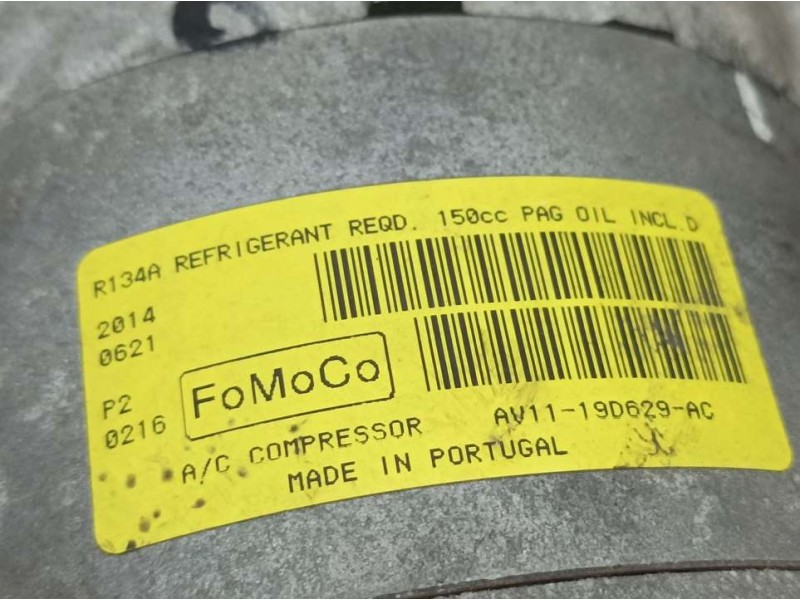 R134A REFRIGERANT REQD. 150cc PAG OIL INCL.D
2014
0621
P2
0216
FoMoCo
A/C COMPRESSOR AV11-19D629-AC
MADE IN PORTUGAL